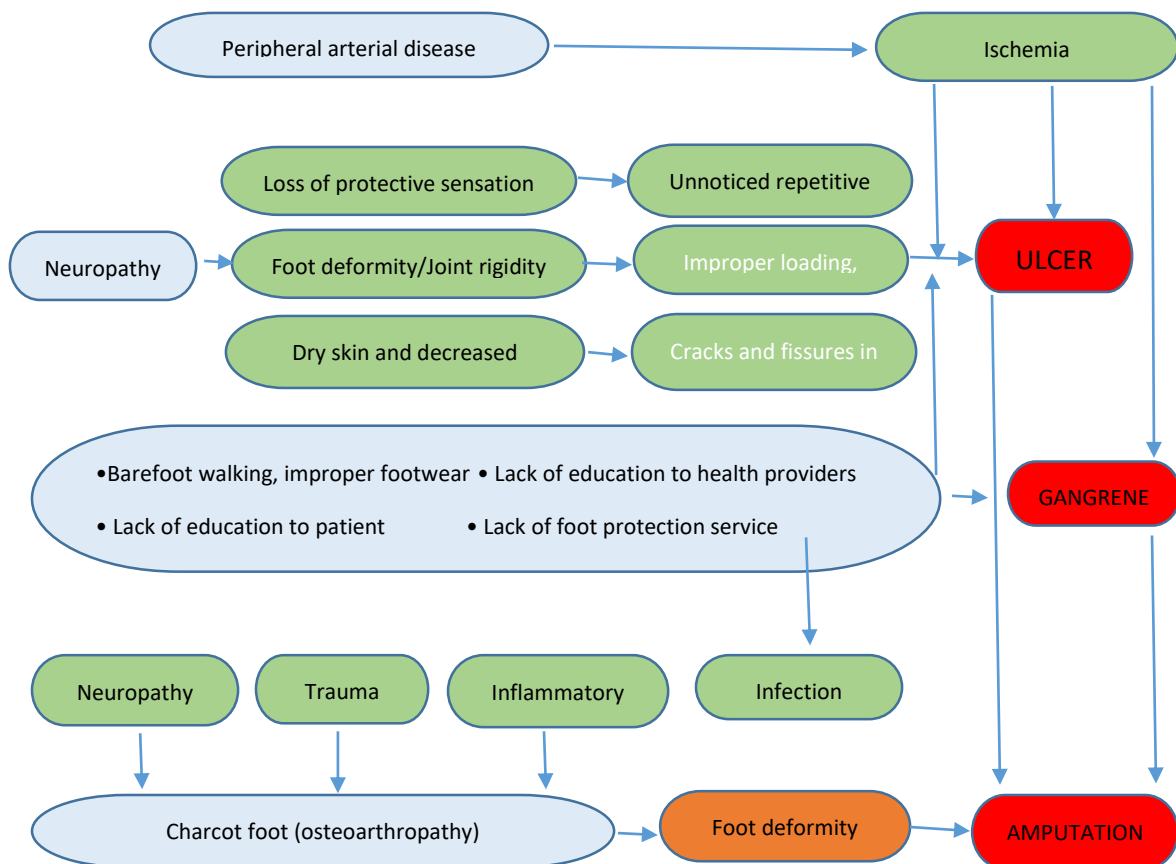 Peripheral arterial disease
Ischemia
Loss of protective sensation
Unnoticed repetitive
Neuropathy
Foot deformity/Joint rigidity
Improper loading,
ULCER
Dry skin and decreased
Cracks and fissures in
•Barefoot walking, improper footwear • Lack of education to health providers
• Lack of education to patient • Lack of foot protection service
GANGRENE
Neuropathy
Trauma
Inflammatory
Infection
Charcot foot (osteoarthropathy)
Foot deformity
AMPUTATION